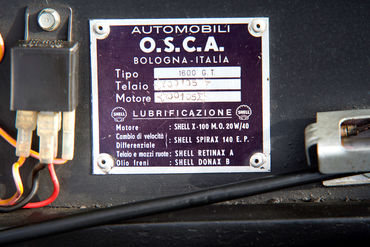 AUTOMOBILI
O.S.C.A.
BOLOGNA-ITALIA
Tipo 1600 G.T.
Telaio
Motore
SHELL LUBRIFICAZIONE SHELL
Motore : SHELL X-100 M.O. 20W/40
Cambio di velocità
Differenziale : SHELL SPIRAX 140 E.P.
Telaio e mozzi ruote : SHELL RETINAX A
Olio freni : SHELL DONAX B